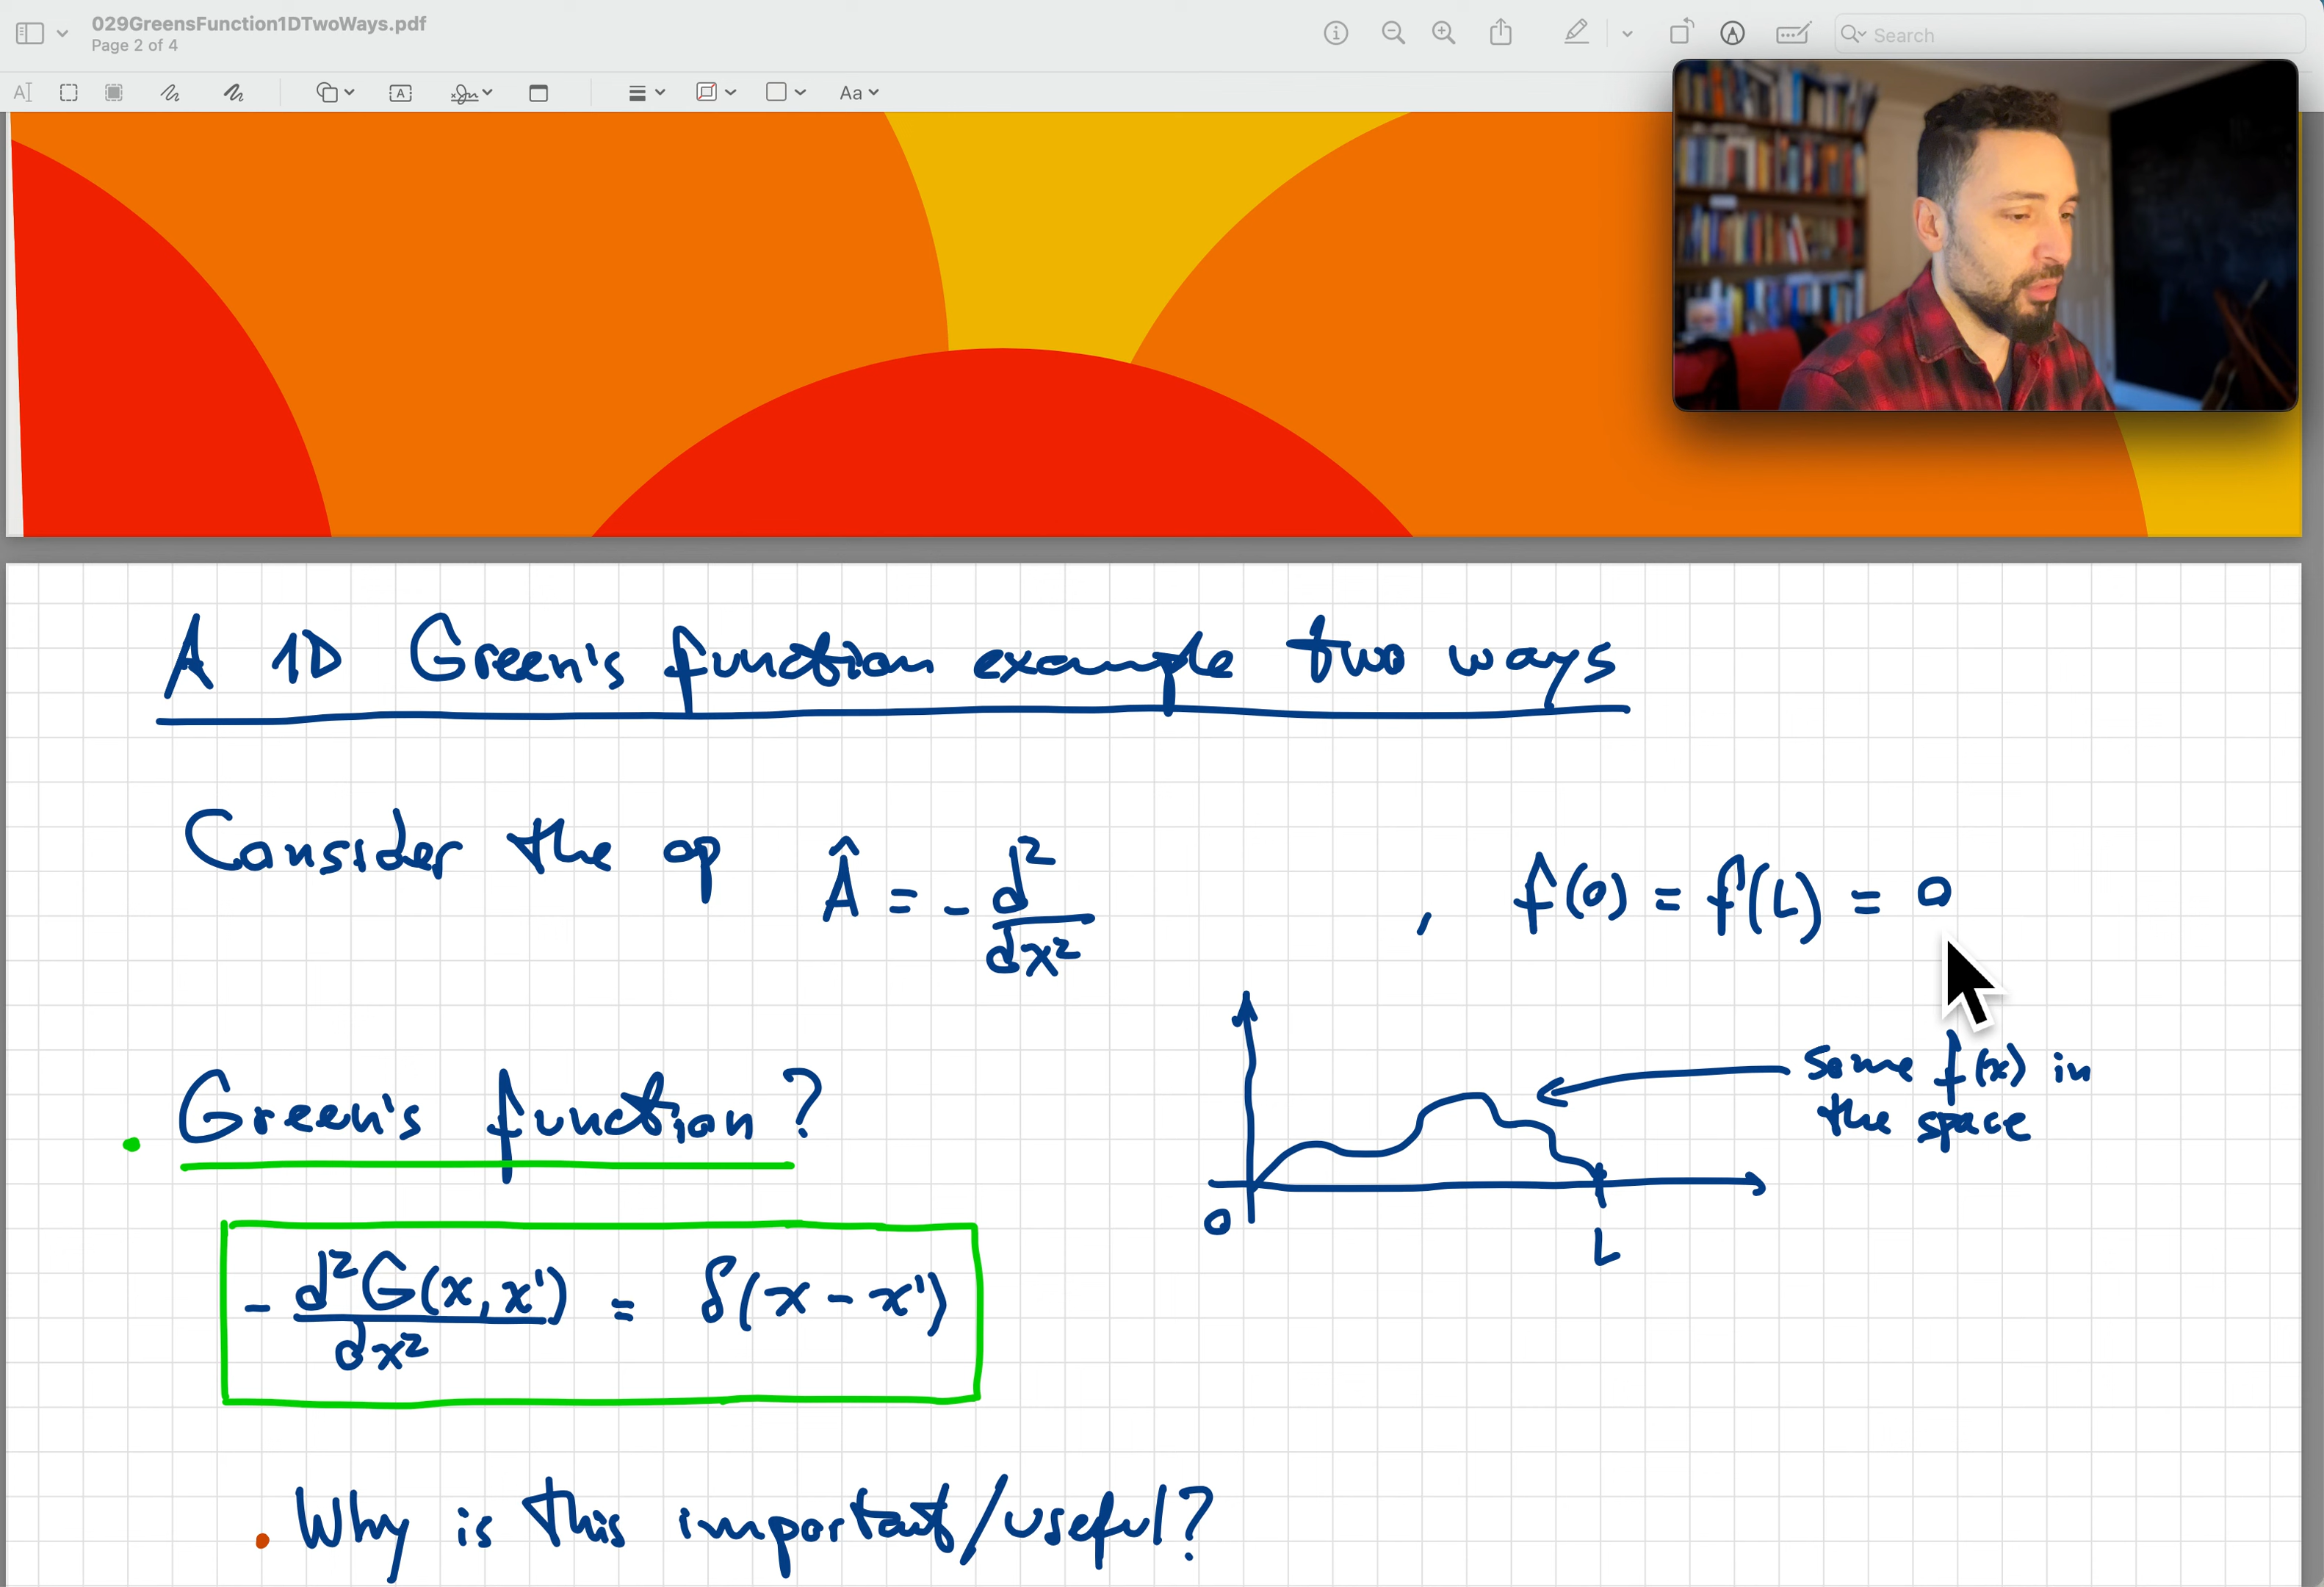 029GreensFunction1DTwoWays.pdf
Page 2 of 4
Search
Aa
A 1D Green's function example two ways
Consider the op Â = - d²/dx² , f(0) = f(L) = 0
some f(x) in
the space
Green's function?
0
L
- d²G(x,x')/dx² = δ(x - x')
Why is this important/useful?